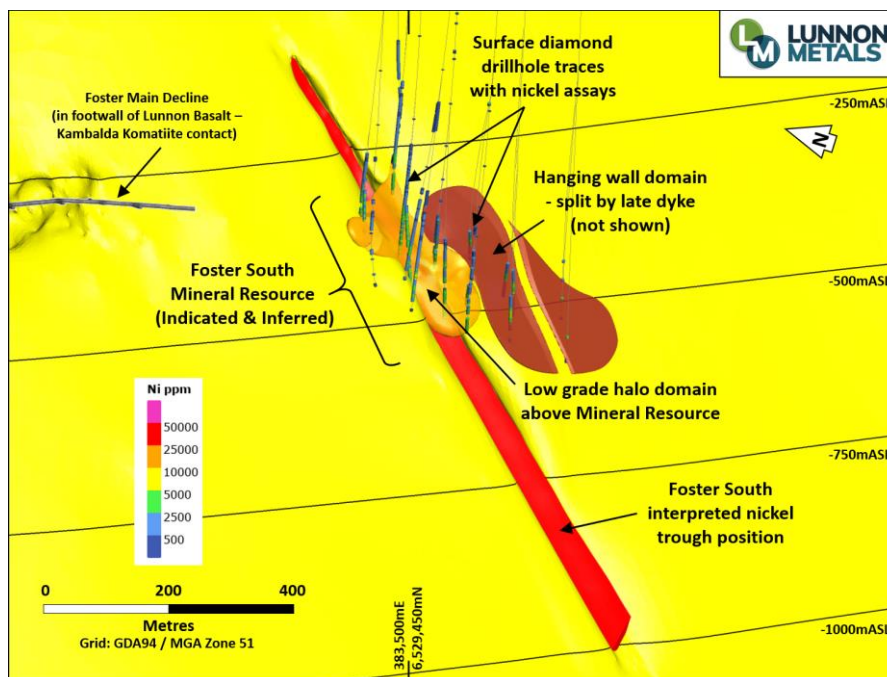 LM
LUNNON
METALS
Surface diamond
drillhole traces
with nickel assays
Foster Main Decline
(in footwall of Lunnon Basalt –
Kambalda Komatiite contact)
-250mASL
N
Hanging wall domain
- split by late dyke
(not shown)
Foster South
Mineral Resource
(Indicated & Inferred)
-500mASL
Low grade halo domain
above Mineral Resource
Ni ppm
50000
25000
10000
5000
2500
500
-750mASL
Foster South
interpreted nickel
trough position
0 200 400
Metres
Grid: GDA94 / MGA Zone 51
383,500mE
6,529,450mN
-1000mASL